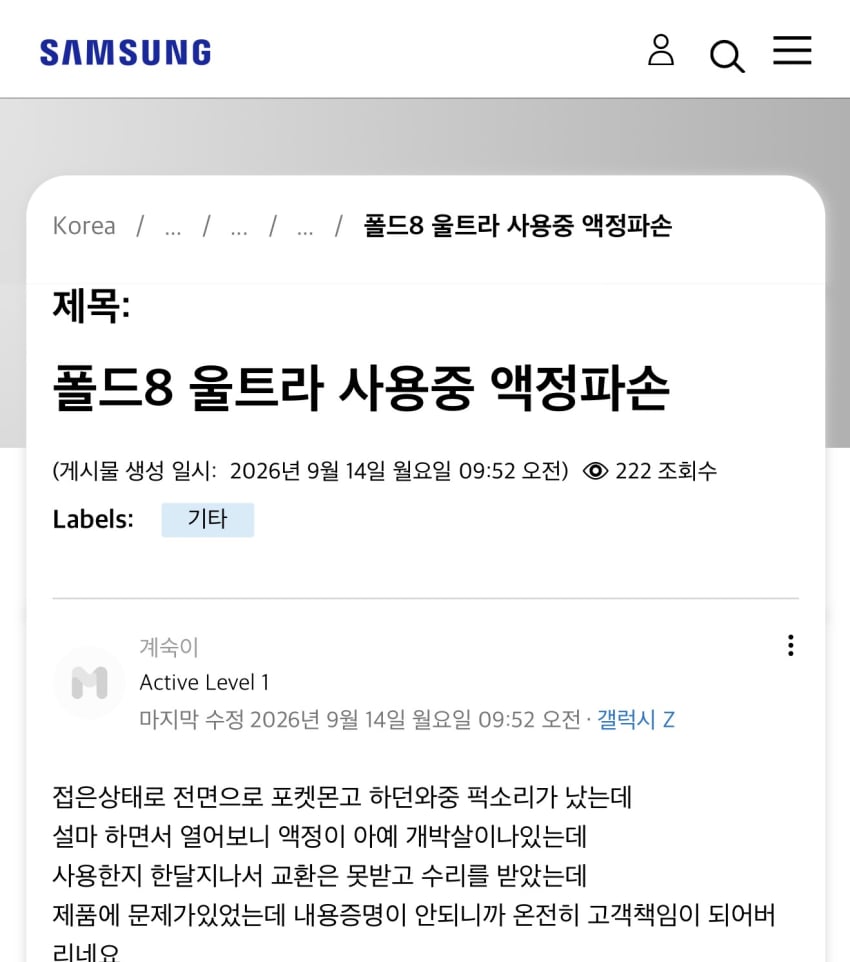 SAMSUNG
Korea / ... / ... / ... / 폴드8 울트라 사용중 액정파손
제목:
폴드8 울트라 사용중 액정파손
(게시물 생성 일시: 2026년 9월 14일 월요일 09:52 오전) 222 조회수
Labels: 기타
계숙이
Active Level 1
마지막 수정 2026년 9월 14일 월요일 09:52 오전 · 갤럭시 Z
접은상태로 전면으로 포켓몬고 하던와중 퍽소리가 났는데
설마 하면서 열어보니 액정이 아예 개박살이나있는데
사용한지 한달지나서 교환은 못받고 수리를 받았는데
제품에 문제가있었는데 내용증명이 안되니까 온전히 고객책임이 되어버
리네요